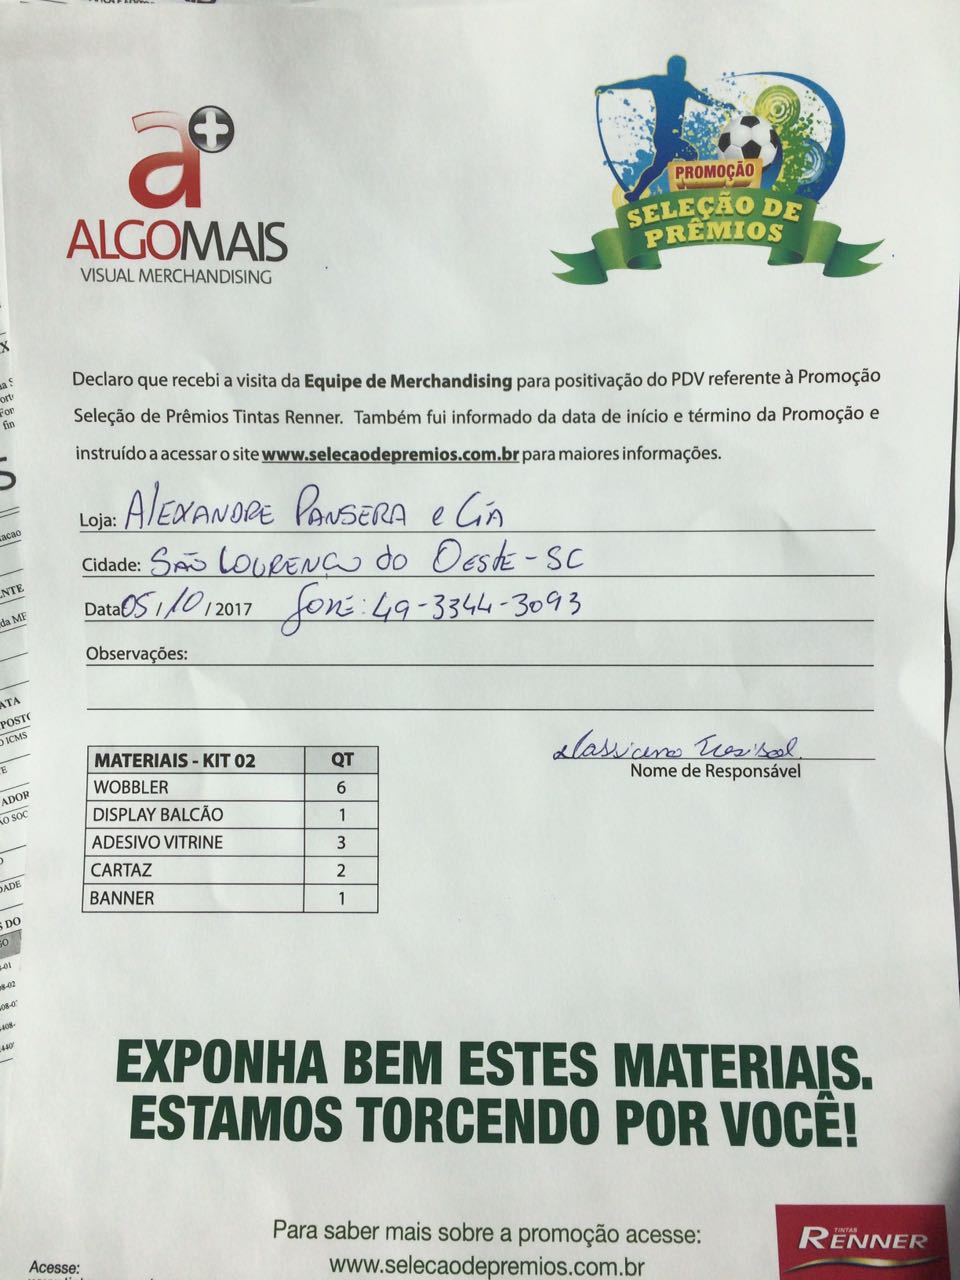 a+
ALGOMAIS
VISUAL MERCHANDISING
PROMOÇÃO
SELEÇÃO DE
PRÊMIOS
Declaro que recebi a visita da Equipe de Merchandising para positivação do PDV referente à Promoção
Seleção de Prêmios Tintas Renner. Também fui informado da data de início e término da Promoção e
instruído a acessar o site www.selecaodepremios.com.br para maiores informações.
Loja: ALEXANDRE PANSERA e CIA
Cidade: SÃO LOURENÇO do OESTE-SC
Data 05/10/2017 fone: 49-3344-3093
Observações:
Nome de Responsável
MATERIAIS - KIT 02 QT
WOBBLER 6
DISPLAY BALCÃO 1
ADESIVO VITRINE 3
CARTAZ 2
BANNER 1
EXPONHA BEM ESTES MATERIAIS.
ESTAMOS TORCENDO POR VOCÊ!
Para saber mais sobre a promoção acesse:
www.selecaodepremios.com.br
TINTAS
RENNER
Acesse: